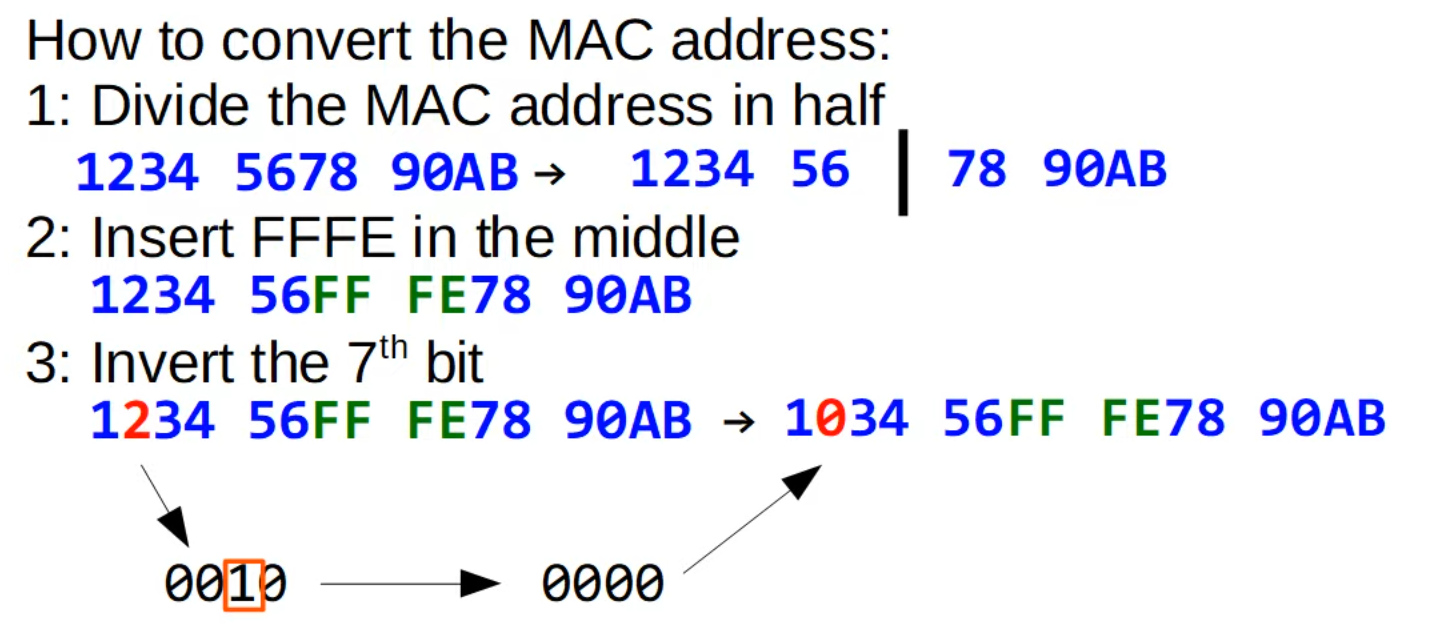 How to convert the MAC address:
1: Divide the MAC address in half
1234 5678 90AB → 1234 56 | 78 90AB
2: Insert FFFE in the middle
1234 56FF FE78 90AB
3: Invert the 7th bit
1234 56FF FE78 90AB → 1034 56FF FE78 90AB
0010 0000